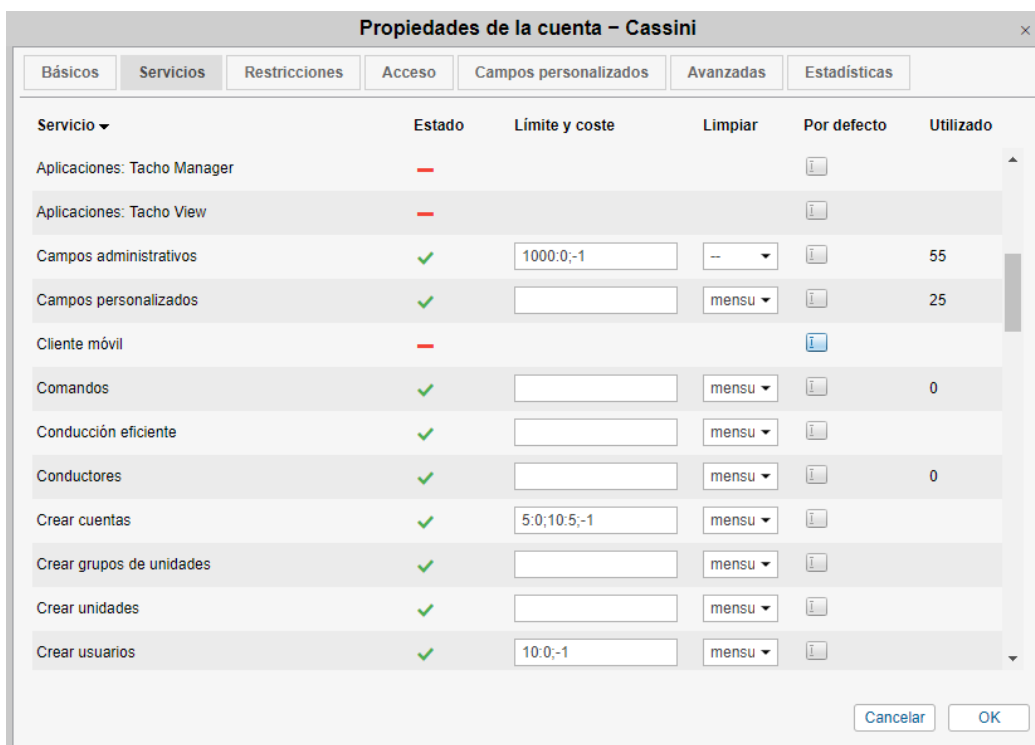 Propiedades de la cuenta – Cassini ×
Básicos Servicios Restricciones Acceso Campos personalizados Avanzadas Estadísticas
Servicio Estado Límite y coste Limpiar Por defecto Utilizado
Aplicaciones: Tacho Manager
Aplicaciones: Tacho View
Campos administrativos 1000:0;-1 -- 55
Campos personalizados mensu 25
Cliente móvil
Comandos mensu 0
Conducción eficiente mensu
Conductores mensu 0
Crear cuentas 5:0;10:5;-1 mensu
Crear grupos de unidades mensu
Crear unidades mensu
Crear usuarios 10:0;-1 mensu
Cancelar OK